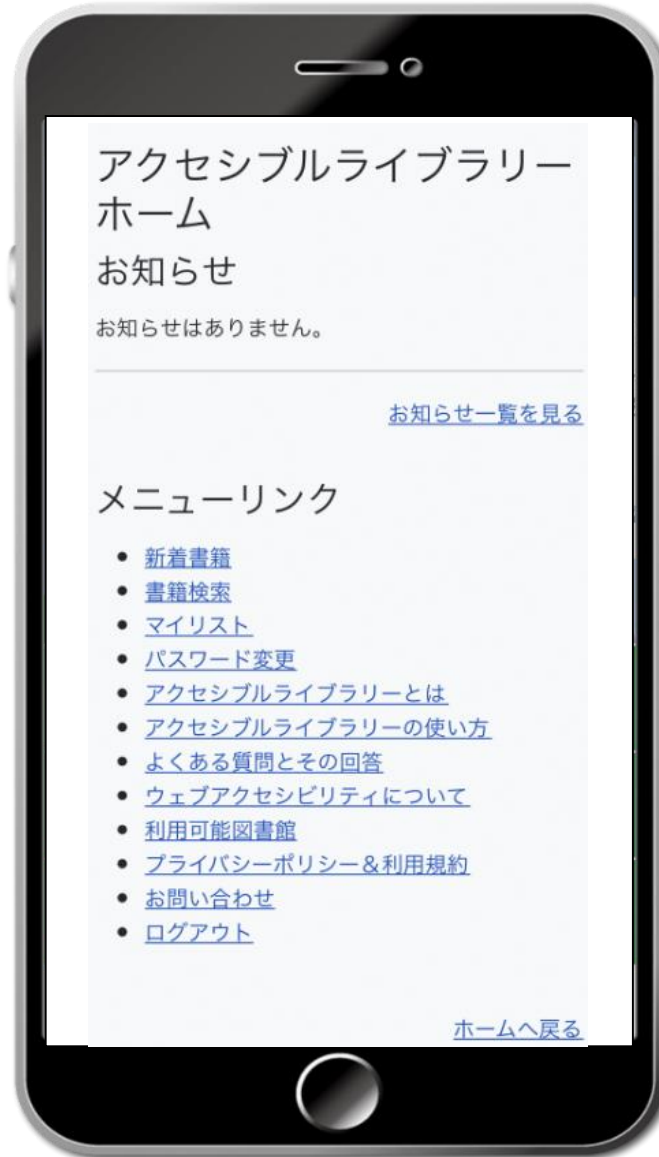 アクセシブルライブラリー
ホーム
お知らせ
お知らせはありません。
お知らせ一覧を見る
メニューリンク
新着書籍
書籍検索
マイリスト
パスワード変更
アクセシブルライブラリーとは
アクセシブルライブラリーの使い方
よくある質問とその回答
ウェブアクセシビリティについて
利用可能図書館
プライバシーポリシー＆利用規約
お問い合わせ
ログアウト
ホームへ戻る